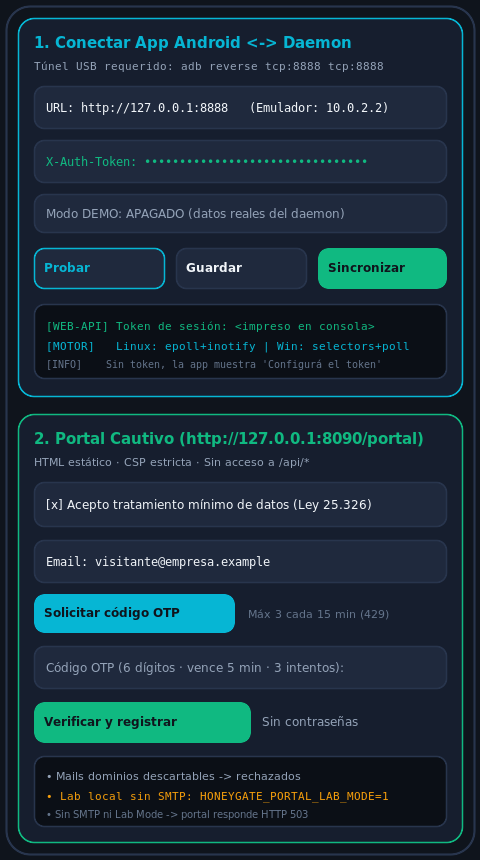 1. Conectar App Android <-> Daemon
Túnel USB requerido: adb reverse tcp:8888 tcp:8888
URL: http://127.0.0.1:8888   (Emulador: 10.0.2.2)
X-Auth-Token: ••••••••••••••••••••••••••••••••
Modo DEMO: APAGADO (datos reales del daemon)
Probar
Guardar
Sincronizar
[WEB-API] Token de sesión: <impreso en consola>
[MOTOR]   Linux: epoll+inotify | Win: selectors+poll
[INFO]    Sin token, la app muestra 'Configurá el token'
2. Portal Cautivo (http://127.0.0.1:8090/portal)
HTML estático · CSP estricta · Sin acceso a /api/*
[x] Acepto tratamiento mínimo de datos (Ley 25.326)
Email: visitante@empresa.example
Solicitar código OTP
Máx 3 cada 15 min (429)
Código OTP (6 dígitos · vence 5 min · 3 intentos):
Verificar y registrar
Sin contraseñas
• Mails dominios descartables -> rechazados
• Lab local sin SMTP: HONEYGATE_PORTAL_LAB_MODE=1
• Sin SMTP ni Lab Mode -> portal responde HTTP 503